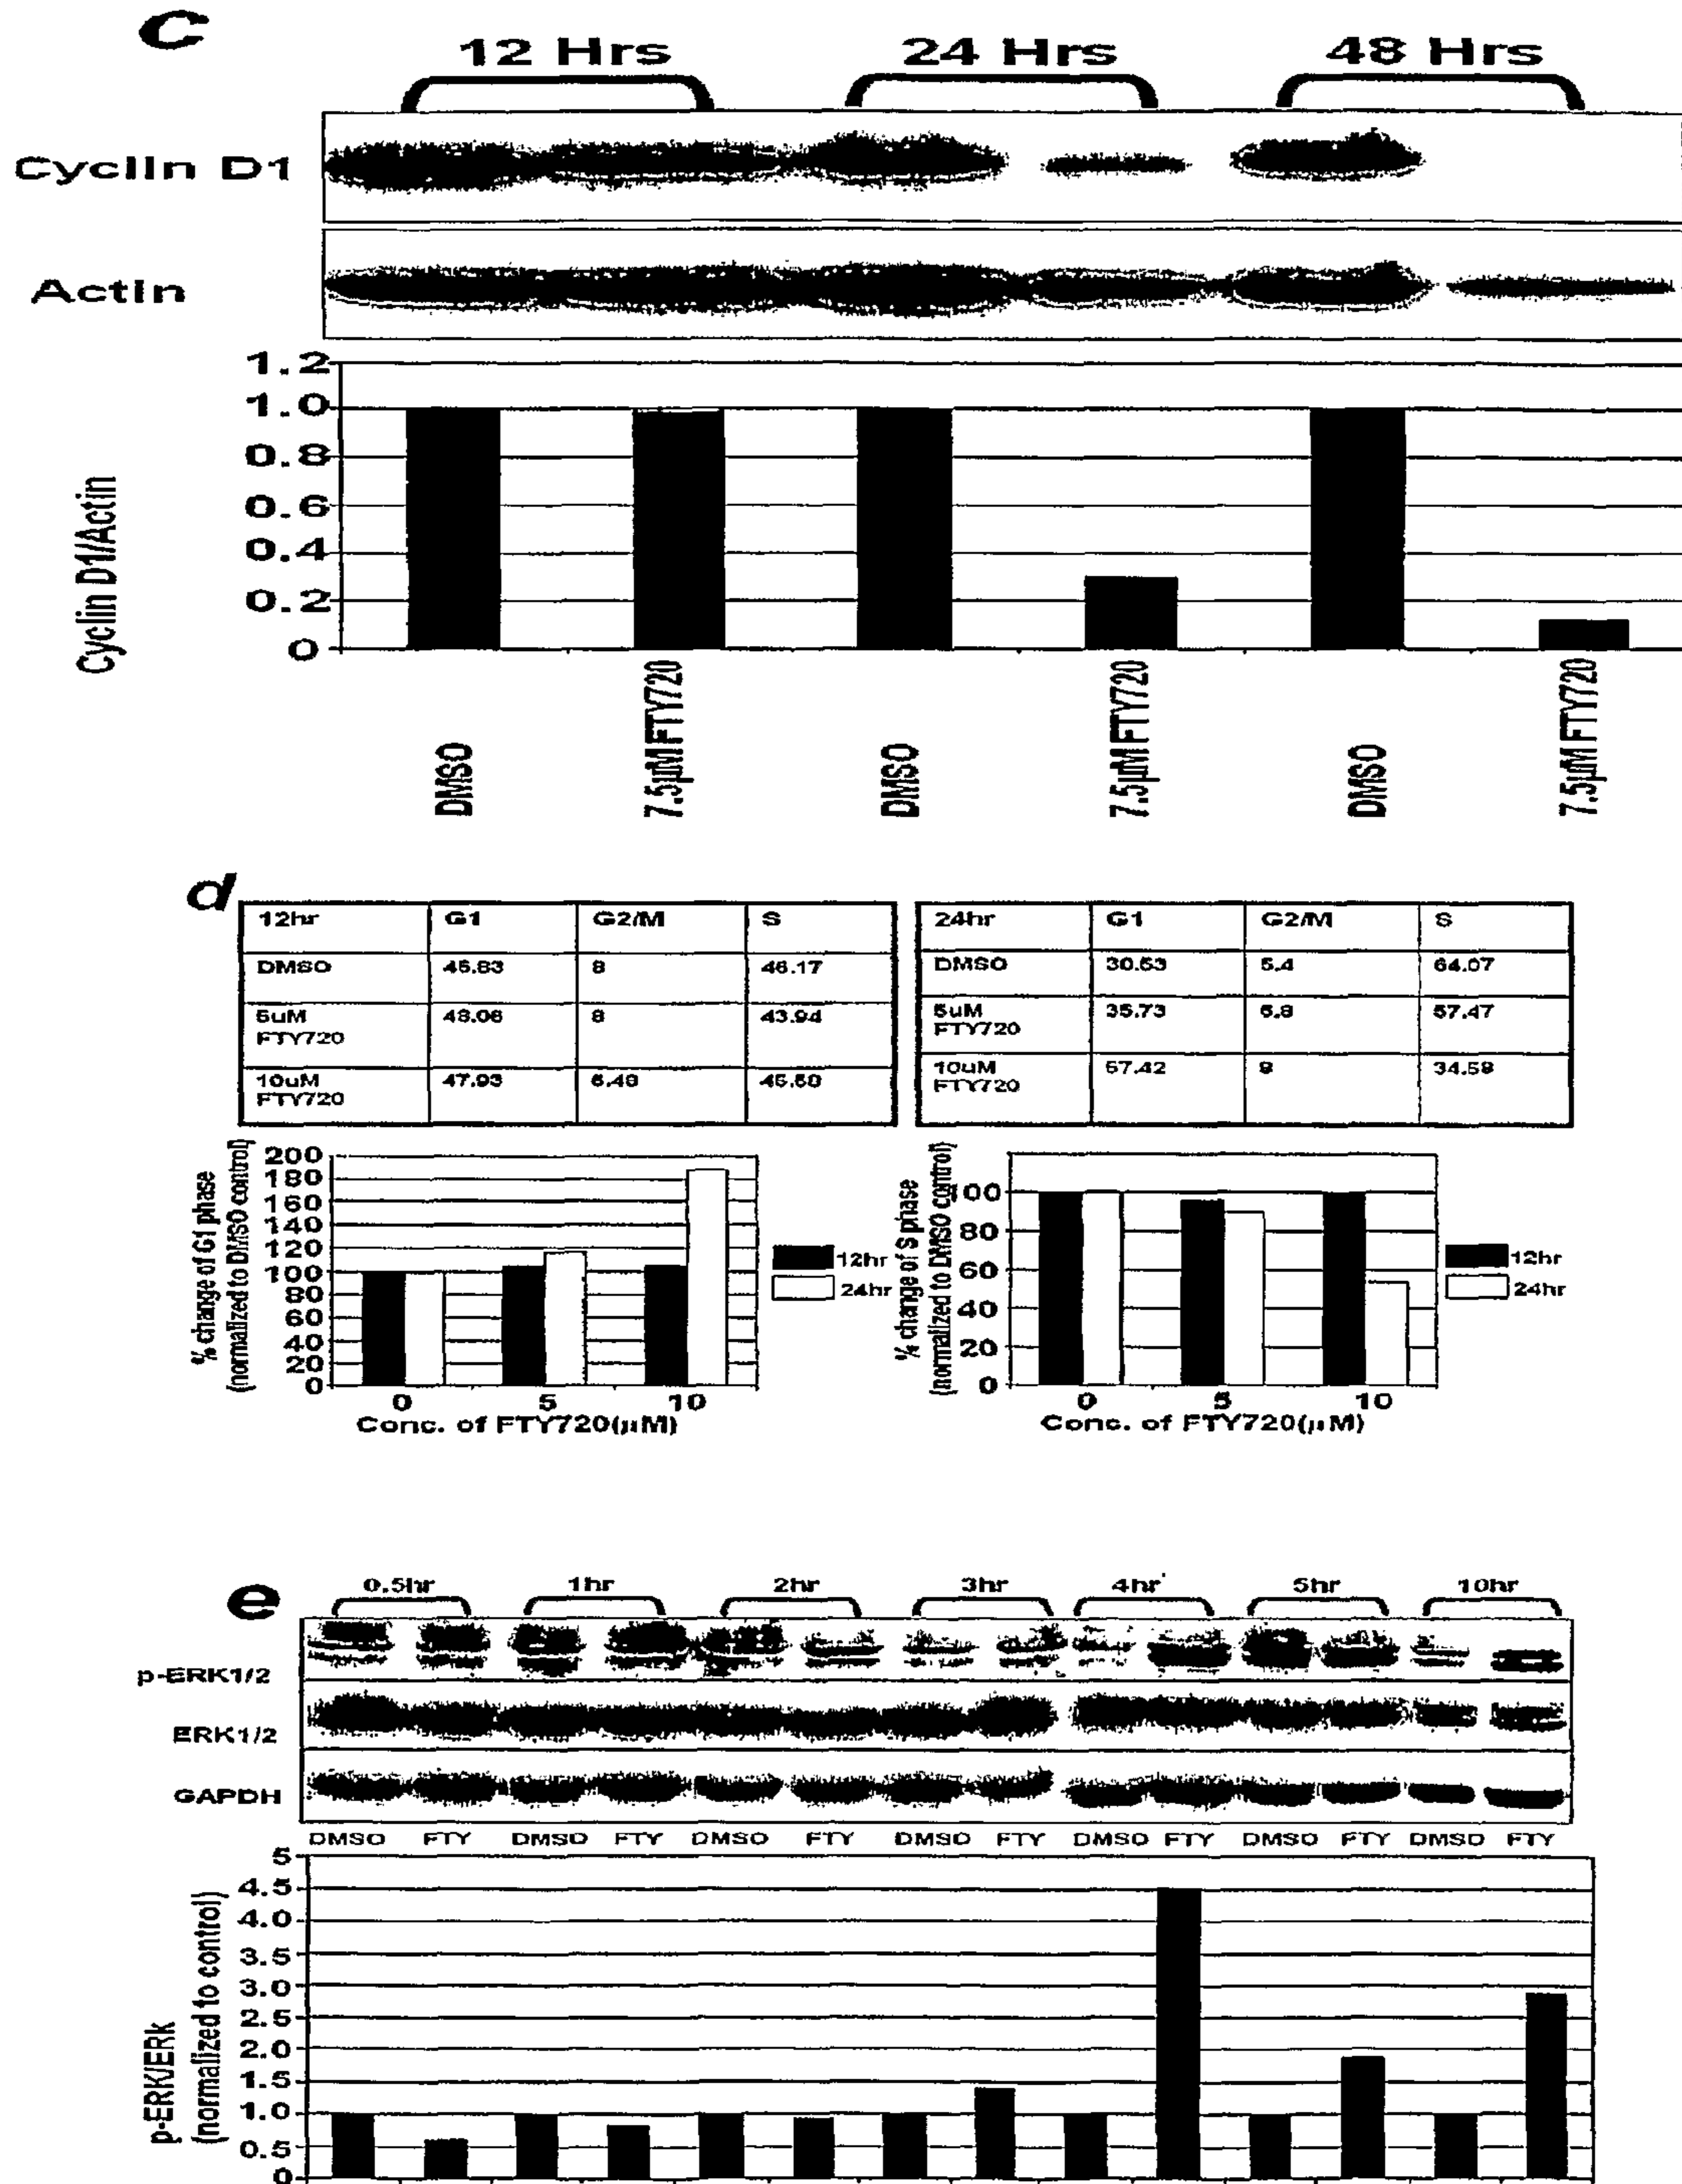 c
12 Hrs 24 Hrs 48 Hrs
Cyclin D1
Actin
1.2
1.0
0.8
0.6
0.4
0.2
0
Cyclin D1/Actin
DMSO
7.5µM FTY720
DMSO
7.5µM FTY720
DMSO
7.5µM FTY720
d
12hr G1 G2/M S
DMSO 45.83 8 46.17
5uM 48.06 8 43.94
FTY720
10uM 47.93
FTY720
24hr G1 G2/M S
DMSO 30.53 5.4 64.07
5uM 35.73 6.8 57.47
FTY720
10uM 57.42 8 34.58
FTY720
% change of G1 phase
(normalized to DMSO control)
200
180
160
140
120
100
80
60
40
20
0
0 5 10
Conc. of FTY720(µM)
12hr
24hr
% change of S phase
(normalized to DMSO control)
100
80
60
40
20
0
0 5 10
Conc. of FTY720(µM)
12hr
24hr
e
0.5hr 1hr 2hr 3hr 4hr 5hr 10hr
p-ERK1/2
ERK1/2
GAPDH
DMSO FTY DMSO FTY DMSO FTY DMSO FTY DMSO FTY DMSO FTY DMSO FTY
5
4.5
4.0
3.5
3.0
2.5
2.0
1.5
1.0
0.5
0
p-ERK/ERK
(normalized to control)